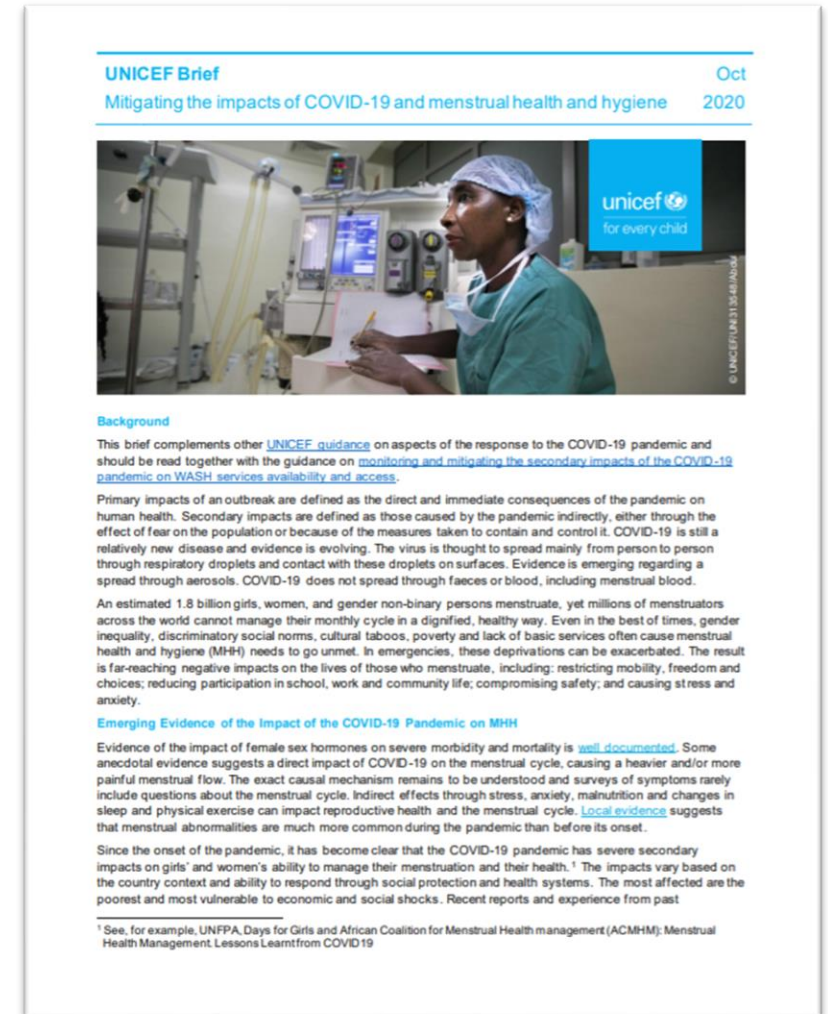 UNICEF Brief Oct
Mitigating the impacts of COVID-19 and menstrual health and hygiene 2020
unicef
for every child
© UNICEF/UNI313548/Abdul
Background
This brief complements other UNICEF guidance on aspects of the response to the COVID-19 pandemic and
should be read together with the guidance on monitoring and mitigating the secondary impacts of the COVID-19
pandemic on WASH services availability and access.
Primary impacts of an outbreak are defined as the direct and immediate consequences of the pandemic on
human health. Secondary impacts are defined as those caused by the pandemic indirectly, either through the
effect of fear on the population or because of the measures taken to contain and control it. COVID-19 is still a
relatively new disease and evidence is evolving. The virus is thought to spread mainly from person to person
through respiratory droplets and contact with these droplets on surfaces. Evidence is emerging regarding a
spread through aerosols. COVID-19 does not spread through faeces or blood, including menstrual blood.
An estimated 1.8 billion girls, women, and gender non-binary persons menstruate, yet millions of menstruators
across the world cannot manage their monthly cycle in a dignified, healthy way. Even in the best of times, gender
inequality, discriminatory social norms, cultural taboos, poverty and lack of basic services often cause menstrual
health and hygiene (MHH) needs to go unmet. In emergencies, these deprivations can be exacerbated. The result
is far-reaching negative impacts on the lives of those who menstruate, including: restricting mobility, freedom and
choices; reducing participation in school, work and community life; compromising safety; and causing stress and
anxiety.
Emerging Evidence of the Impact of the COVID-19 Pandemic on MHH
Evidence of the impact of female sex hormones on severe morbidity and mortality is well documented. Some
anecdotal evidence suggests a direct impact of COVID-19 on the menstrual cycle, causing a heavier and/or more
painful menstrual flow. The exact causal mechanism remains to be understood and surveys of symptoms rarely
include questions about the menstrual cycle. Indirect effects through stress, anxiety, malnutrition and changes in
sleep and physical exercise can impact reproductive health and the menstrual cycle. Local evidence suggests
that menstrual abnormalities are much more common during the pandemic than before its onset.
Since the onset of the pandemic, it has become clear that the COVID-19 pandemic has severe secondary
impacts on girls' and women's ability to manage their menstruation and their health.¹ The impacts vary based on
the country context and ability to respond through social protection and health systems. The most affected are the
poorest and most vulnerable to economic and social shocks. Recent reports and experience from past
¹ See, for example, UNFPA, Days for Girls and African Coalition for Menstrual Health management (ACMHM): Menstrual
Health Management. Lessons Learnt from COVID19